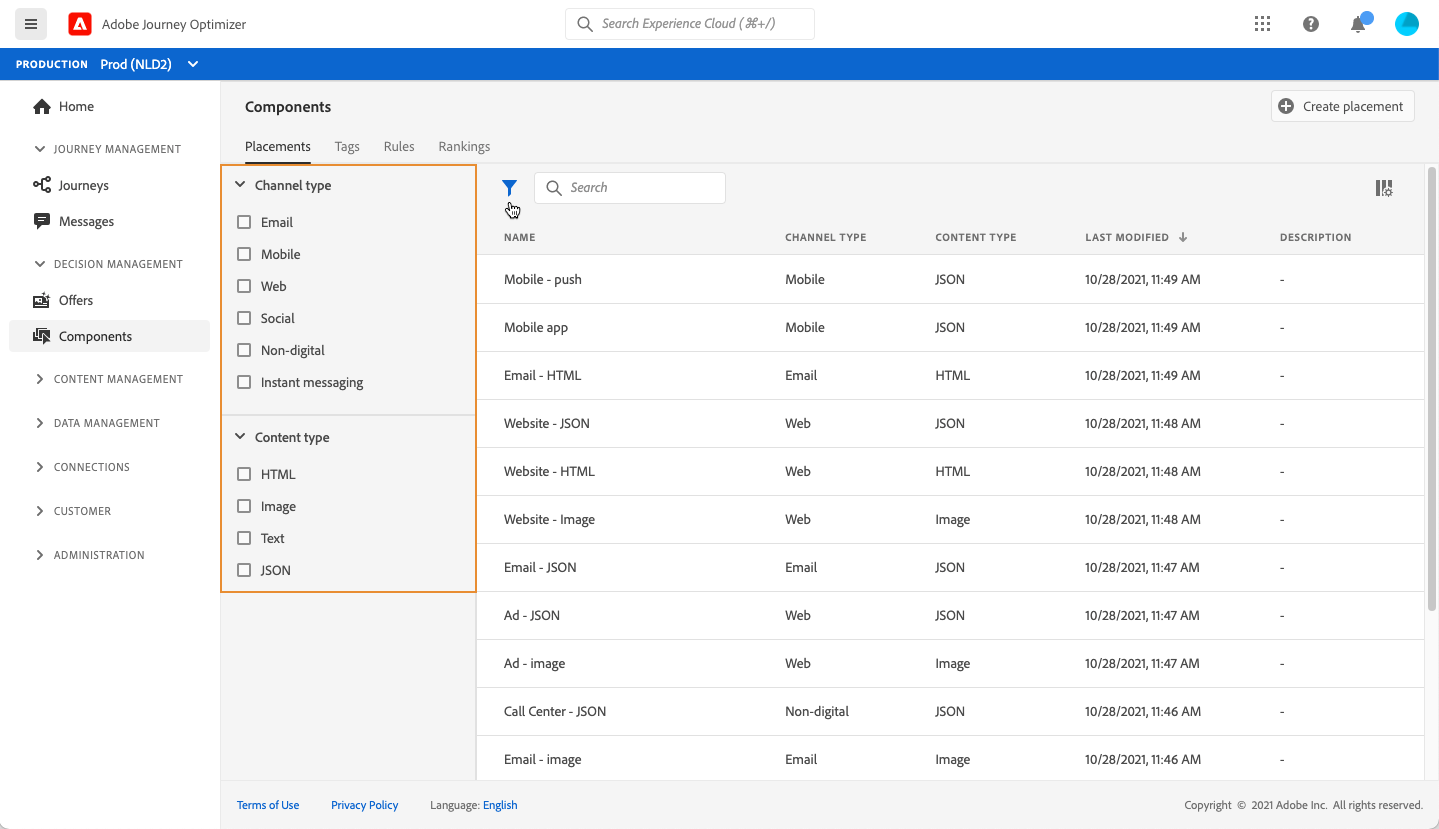 Adobe Journey Optimizer
Search Experience Cloud (⌘+/)
PRODUCTION Prod (NLD2)
Home
JOURNEY MANAGEMENT
Journeys
Messages
DECISION MANAGEMENT
Offers
Components
CONTENT MANAGEMENT
DATA MANAGEMENT
CONNECTIONS
CUSTOMER
ADMINISTRATION
Components
Create placement
Placements Tags Rules Rankings
Channel type
Email
Mobile
Web
Social
Non-digital
Instant messaging
Content type
HTML
Image
Text
JSON
Search
NAME CHANNEL TYPE CONTENT TYPE LAST MODIFIED DESCRIPTION
Mobile - push Mobile JSON 10/28/2021, 11:49 AM -
Mobile app Mobile JSON 10/28/2021, 11:49 AM -
Email - HTML Email HTML 10/28/2021, 11:49 AM -
Website - JSON Web JSON 10/28/2021, 11:48 AM -
Website - HTML Web HTML 10/28/2021, 11:48 AM -
Website - Image Web Image 10/28/2021, 11:48 AM -
Email - JSON Email JSON 10/28/2021, 11:47 AM -
Ad - JSON Web JSON 10/28/2021, 11:47 AM -
Ad - image Web Image 10/28/2021, 11:47 AM -
Call Center - JSON Non-digital JSON 10/28/2021, 11:46 AM -
Email - image Email Image 10/28/2021, 11:46 AM -
Terms of Use Privacy Policy Language: English
Copyright © 2021 Adobe Inc. All rights reserved.